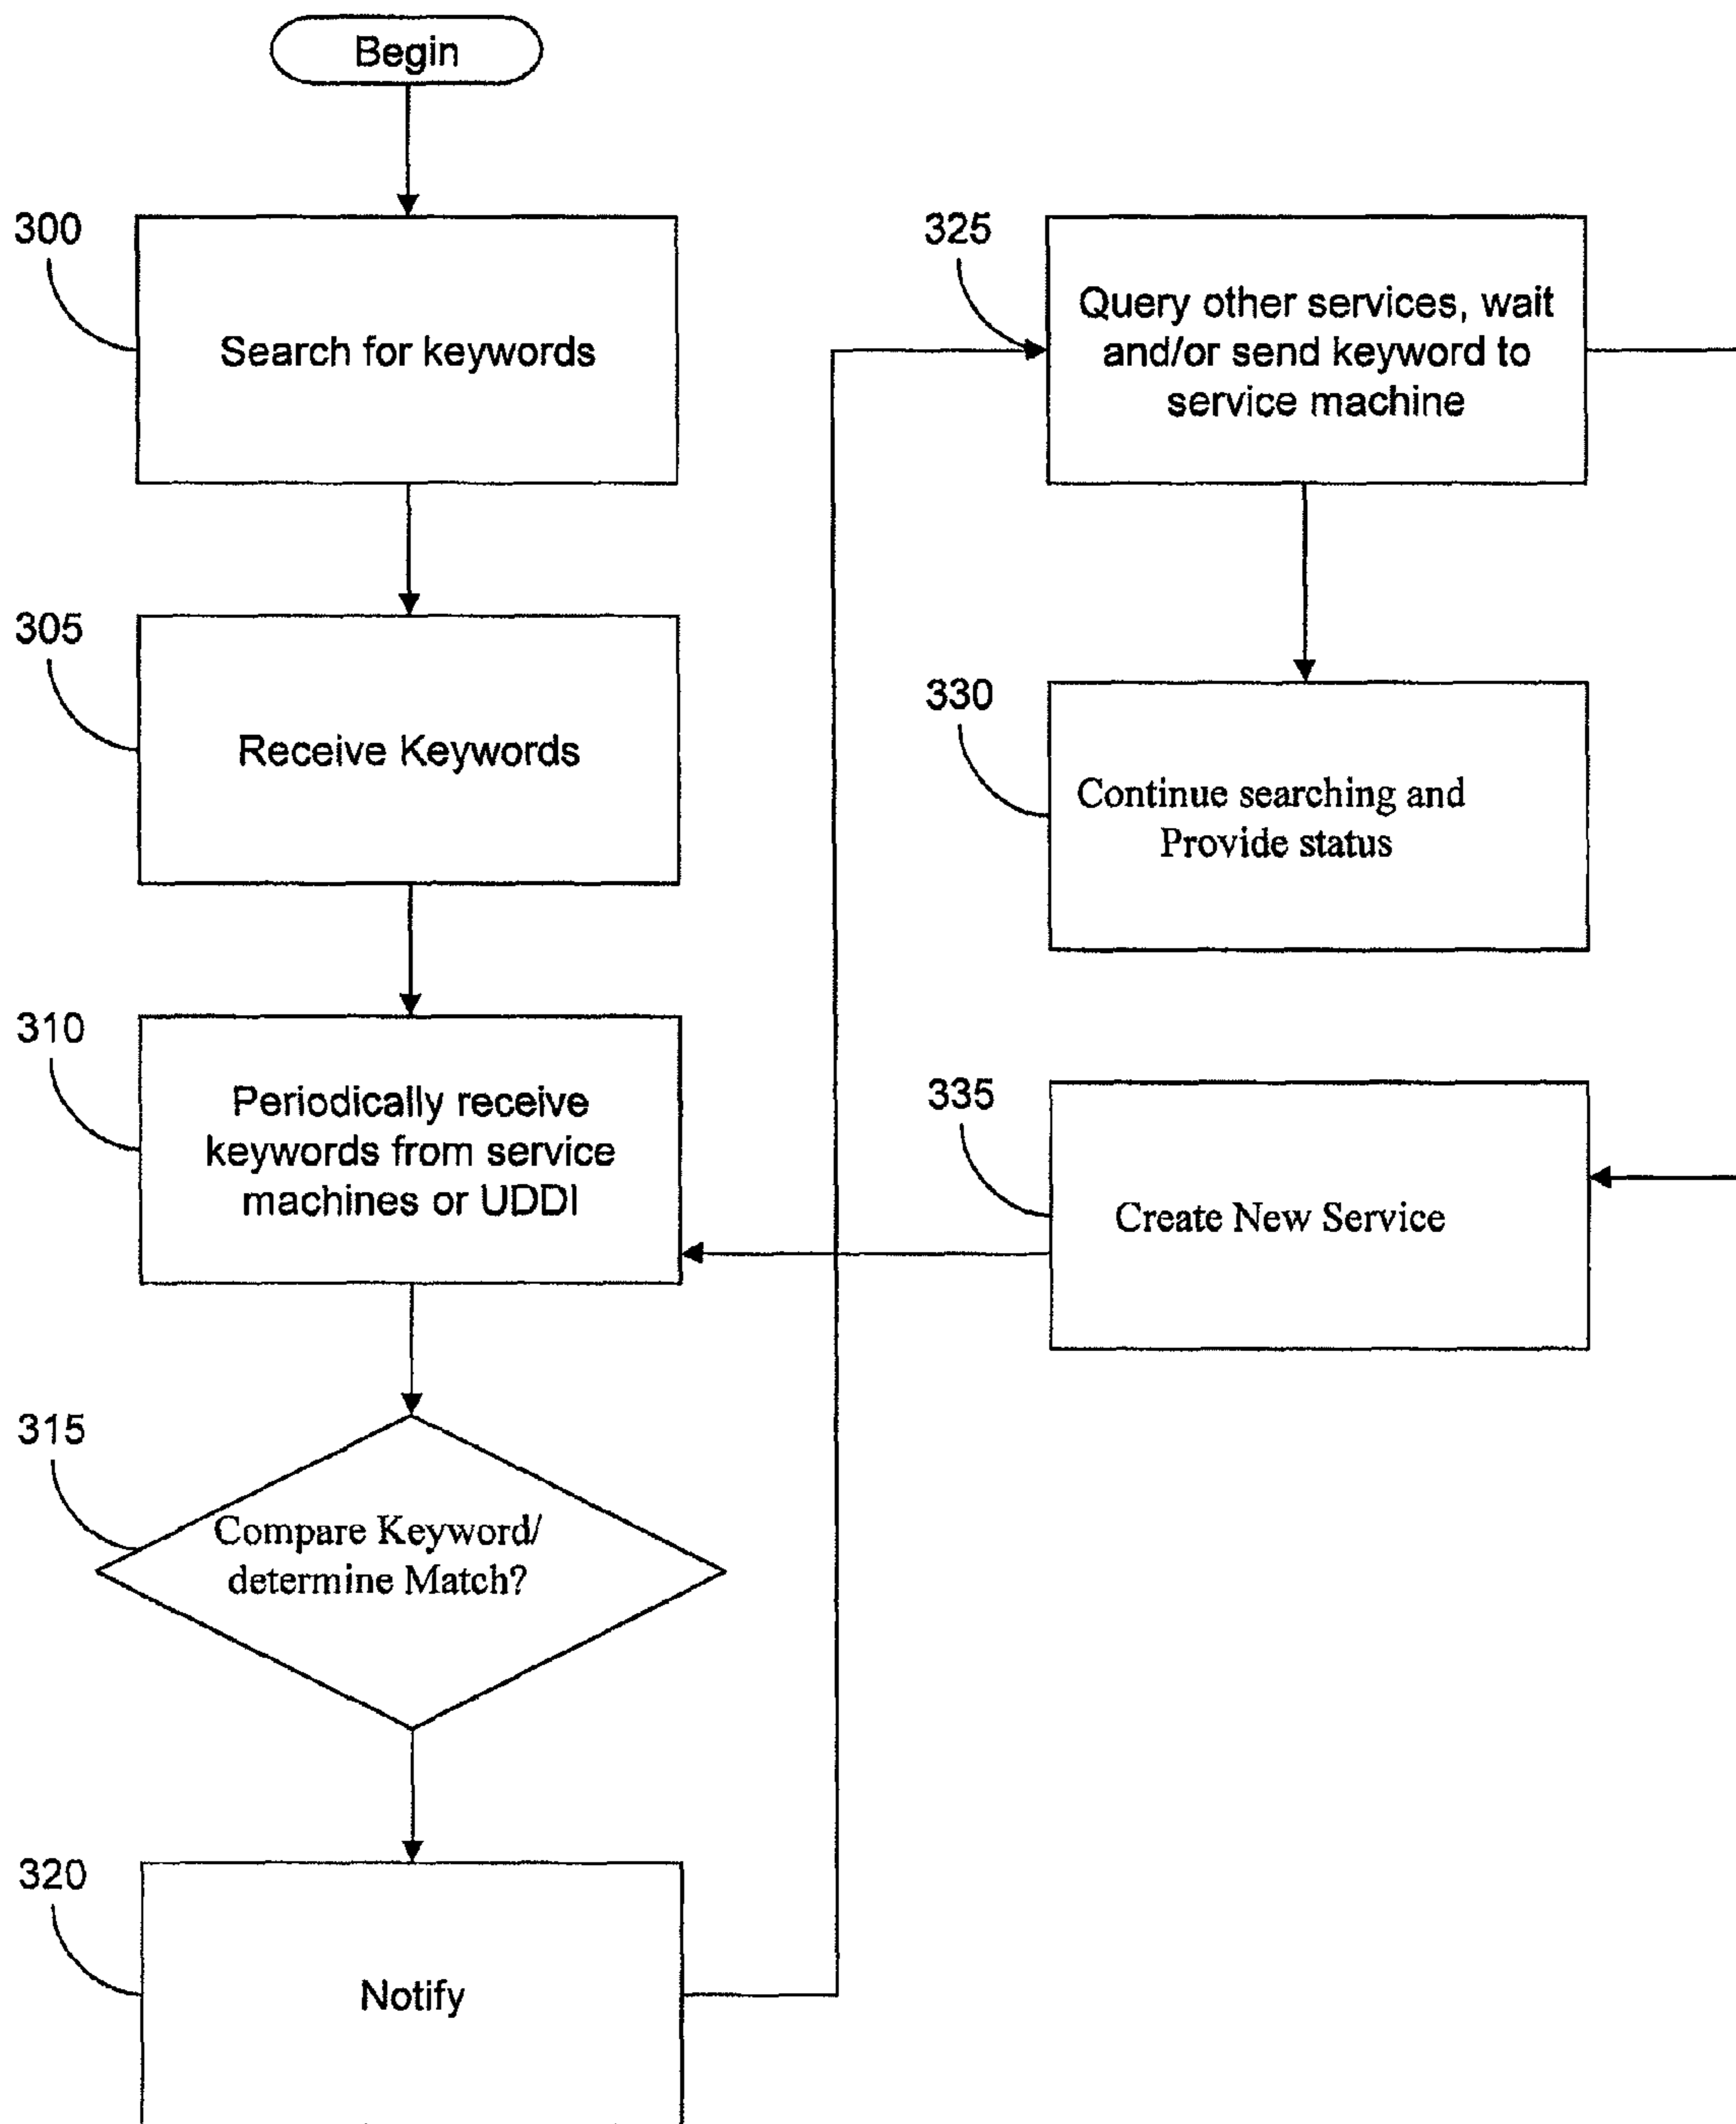 Begin
300
Search for keywords
305
Receive Keywords
310
Periodically receive
keywords from service
machines or UDDI
315
Compare Keyword/
determine Match?
320
Notify
325
Query other services, wait
and/or send keyword to
service machine
330
Continue searching and
Provide status
335
Create New Service